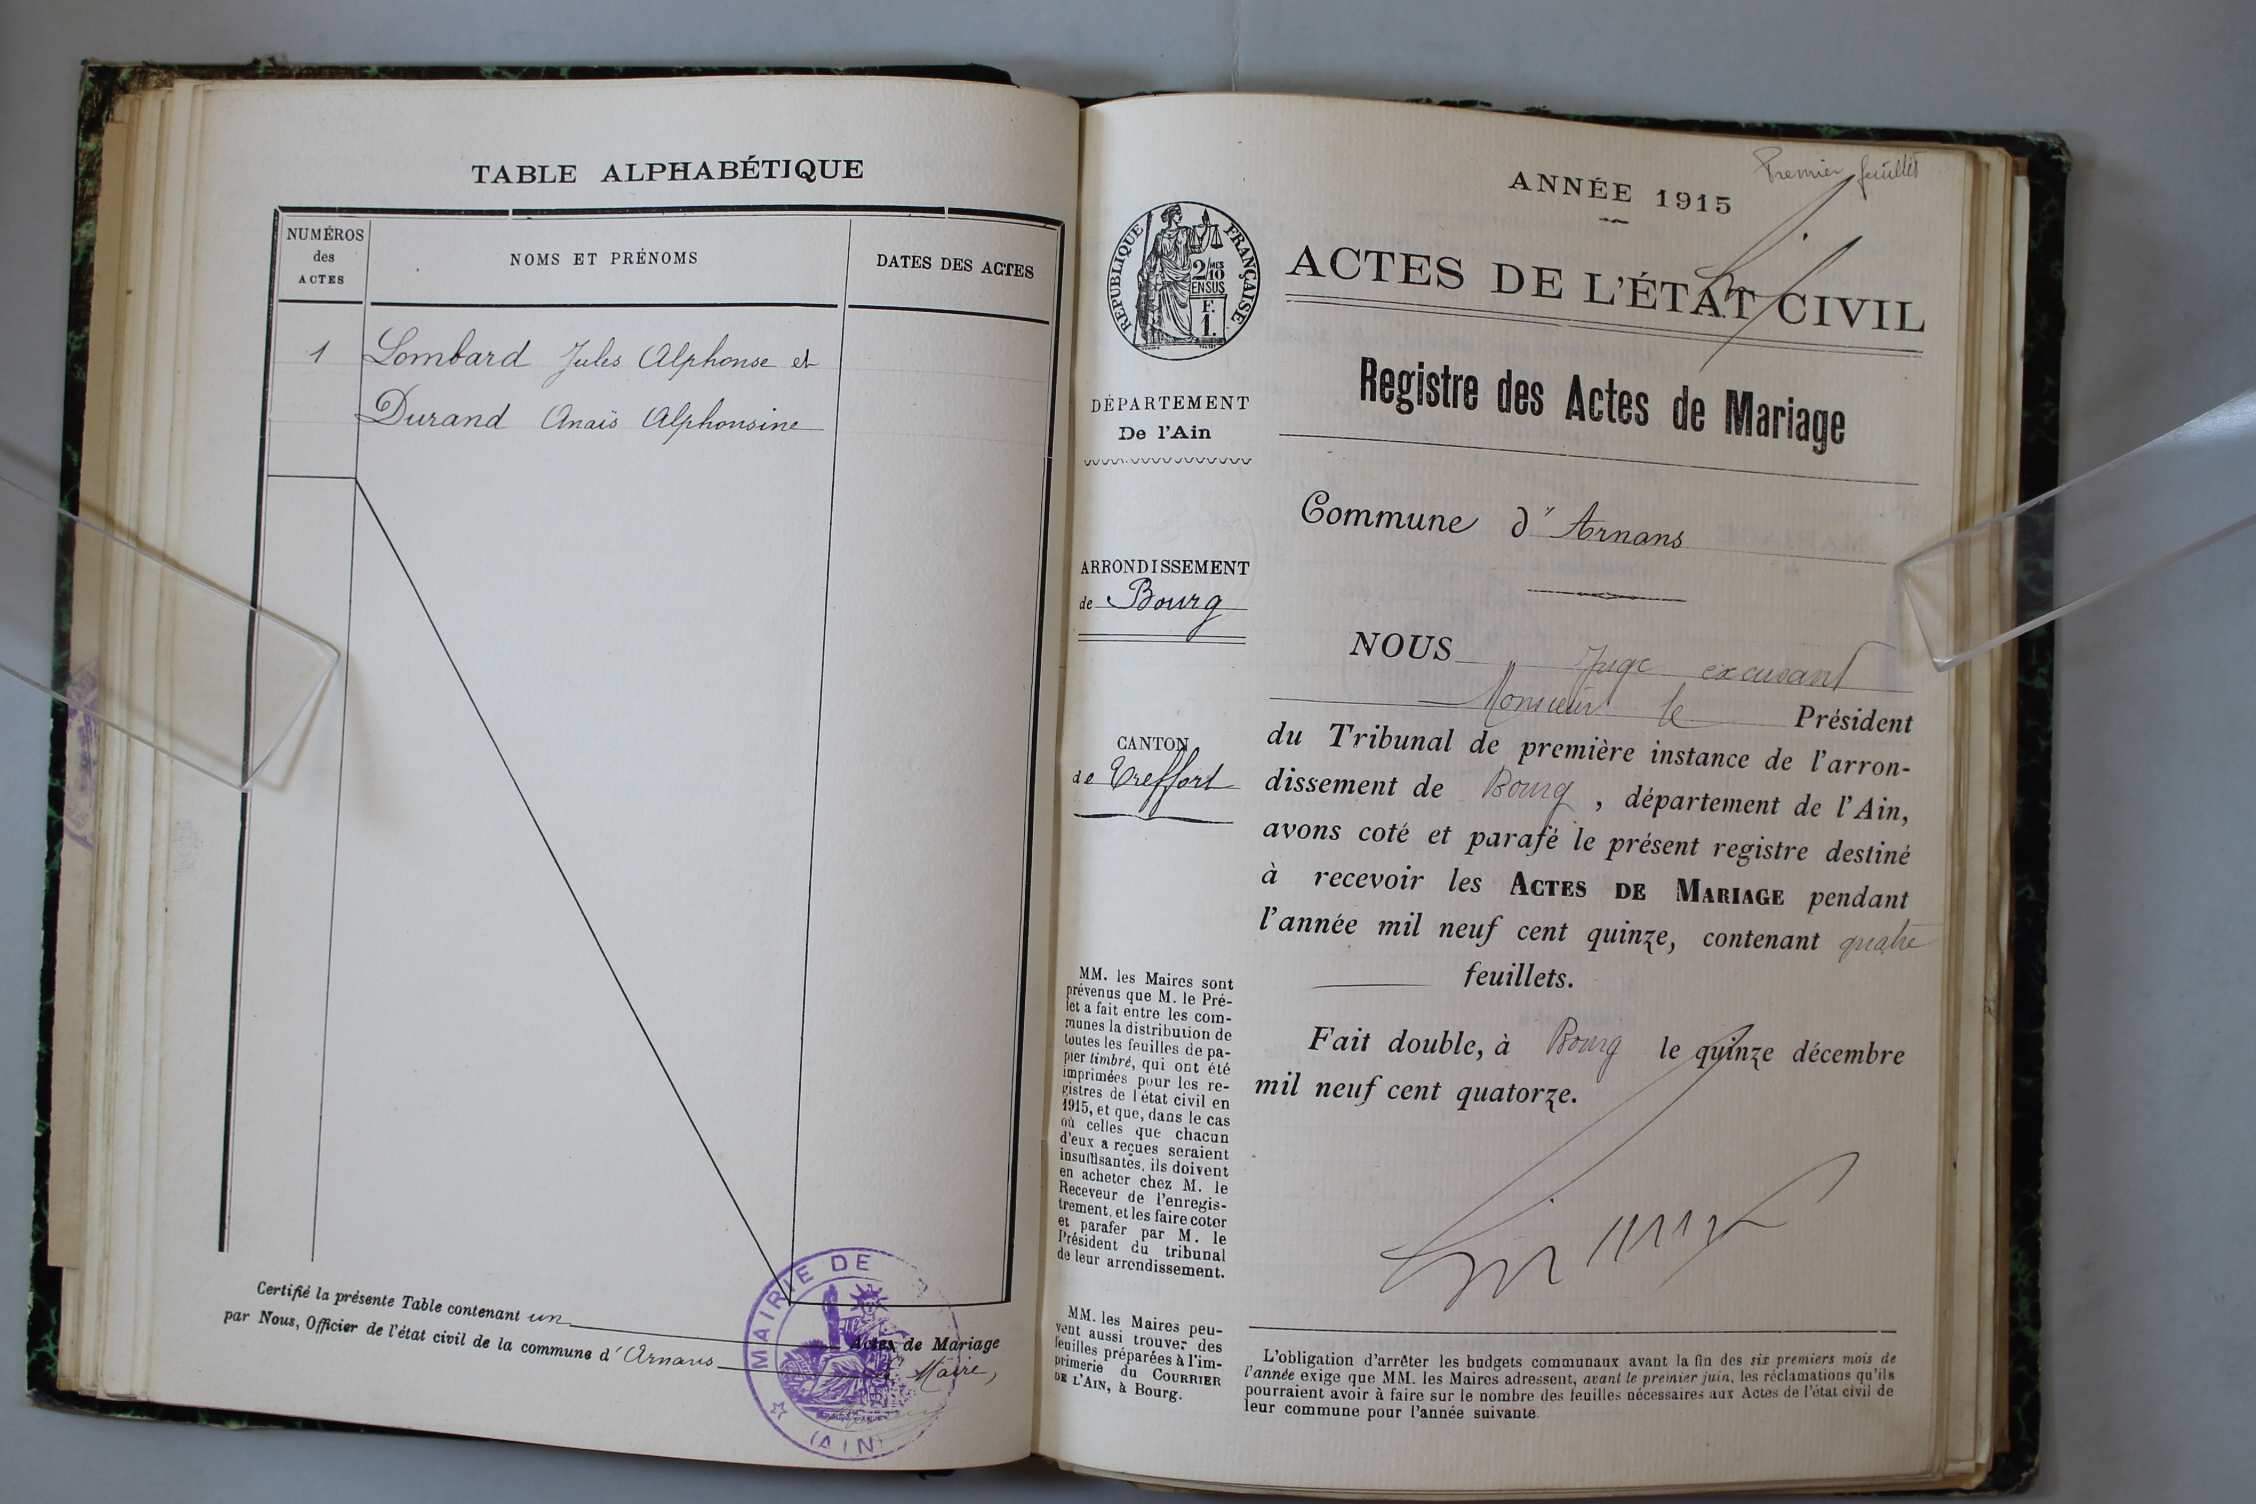 TABLE ALPHABÉTIQUE
NUMÉROS
des
ACTES
NOMS ET PRÉNOMS
DATES DES ACTES
1 Lombard Jules Alphonse et
Durand Anaïs Alphonsine
Certifié la présente Table contenant un Actes de Mariage
par Nous, Officier de l'état civil de la commune d'Arnans Le Maire,
MAIRIE DE
(AIN)
Premier feuillet
ANNÉE 1915
ACTES DE L'ÉTAT CIVIL
Registre des Actes de Mariage
Commune d'Arnans
RÉPUBLIQUE FRANÇAISE
2/10 MES
EN SUS
F.
1.
DÉPARTEMENT
De l'Ain
ARRONDISSEMENT
de Bourg
CANTON
de Treffort
MM. les Maires sont
prévenus que M. le Pré-
fet a fait entre les com-
munes la distribution de
toutes les feuilles de pa-
pier timbré, qui ont été
imprimées pour les re-
gistres de l'état civil en
1915, et que, dans le cas
où celles que chacun
d'eux a reçues seraient
insuffisantes, ils doivent
en acheter chez M. le
Receveur de l'enregis-
trement, et les faire coter
et parafer par M. le
Président du tribunal
de leur arrondissement.
MM. les Maires peu-
vent aussi trouver des
feuilles préparées à l'im-
primerie du COURRIER
DE L'AIN, à Bourg.
NOUS Juge excusant
Monsieur le Président
du Tribunal de première instance de l'arron-
dissement de Bourg, département de l'Ain,
avons coté et parafé le présent registre destiné
à recevoir les ACTES DE MARIAGE pendant
l'année mil neuf cent quinze, contenant quatre
feuillets.
Fait double, à Bourg le quinze décembre
mil neuf cent quatorze.
L'obligation d'arrêter les budgets communaux avant la fin des six premiers mois de
l'année exige que MM. les Maires adressent, avant le premier juin, les réclamations qu'ils
pourraient avoir à faire sur le nombre des feuilles nécessaires aux Actes de l'état civil de
leur commune pour l'année suivante.